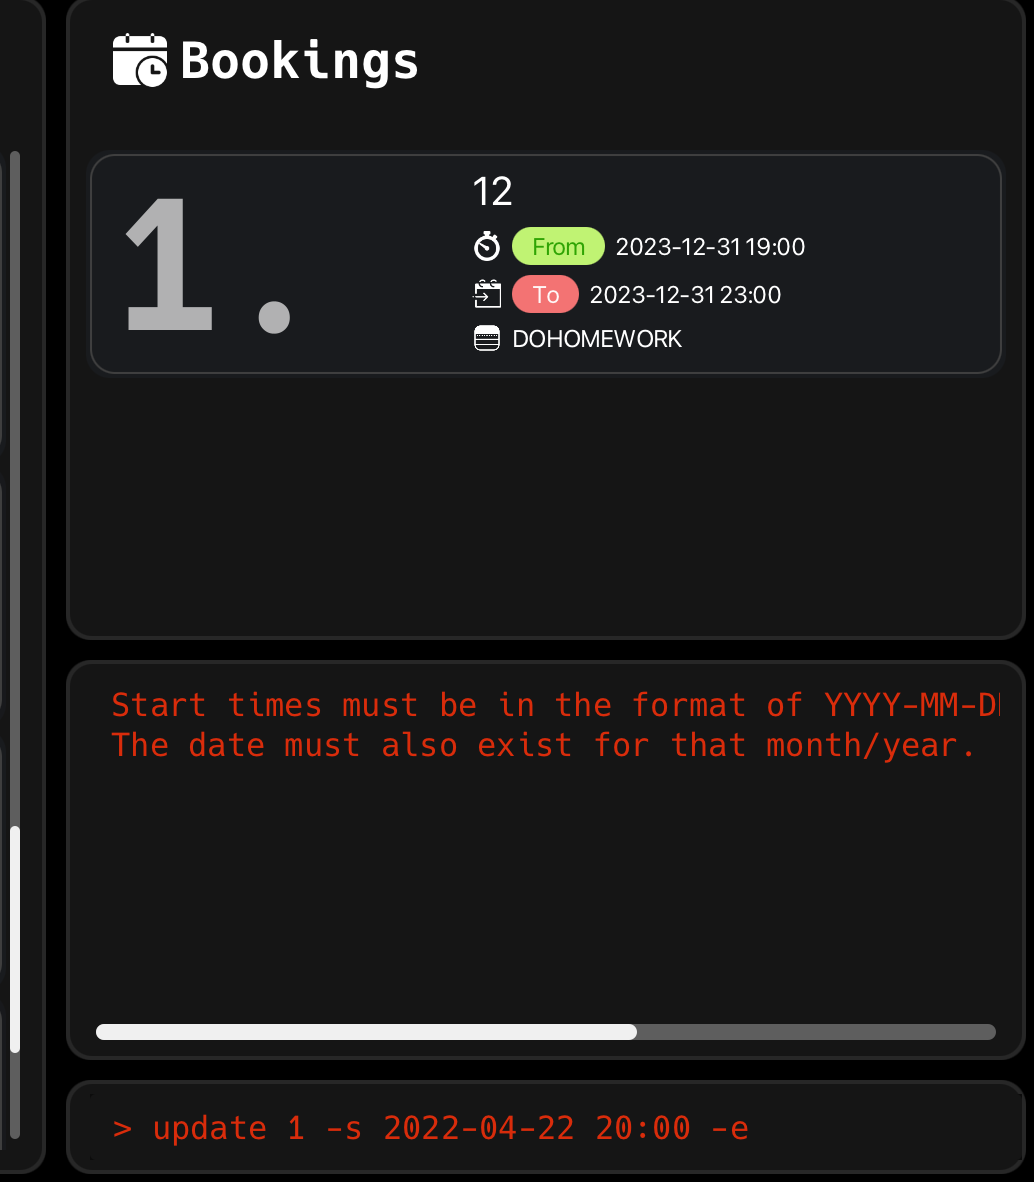 Bookings
1.
12
From 2023-12-31 19:00
To 2023-12-31 23:00
DOHOMEWORK
Start times must be in the format of YYYY-MM-D
The date must also exist for that month/year.
> update 1 -s 2022-04-22 20:00 -e